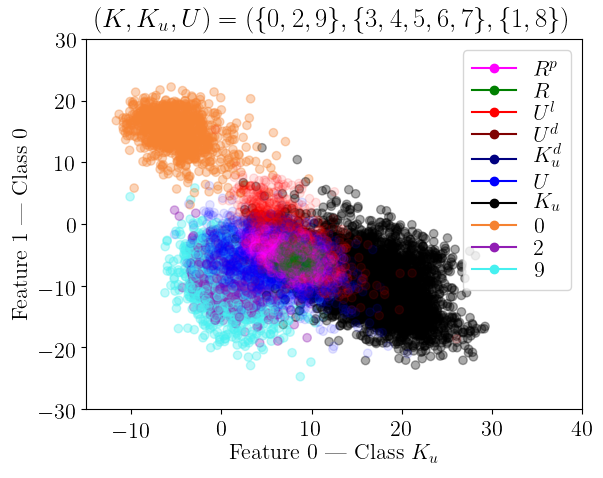 (K, K_u, U) = ({0, 2, 9}, {3, 4, 5, 6, 7}, {1, 8})
30
20
10
0
−10
−20
−30
Feature 1 — Class 0
R^p
R
U^l
U^d
K_u^d
U
K_u
0
2
9
−10
0
10
20
30
40
Feature 0 — Class K_u